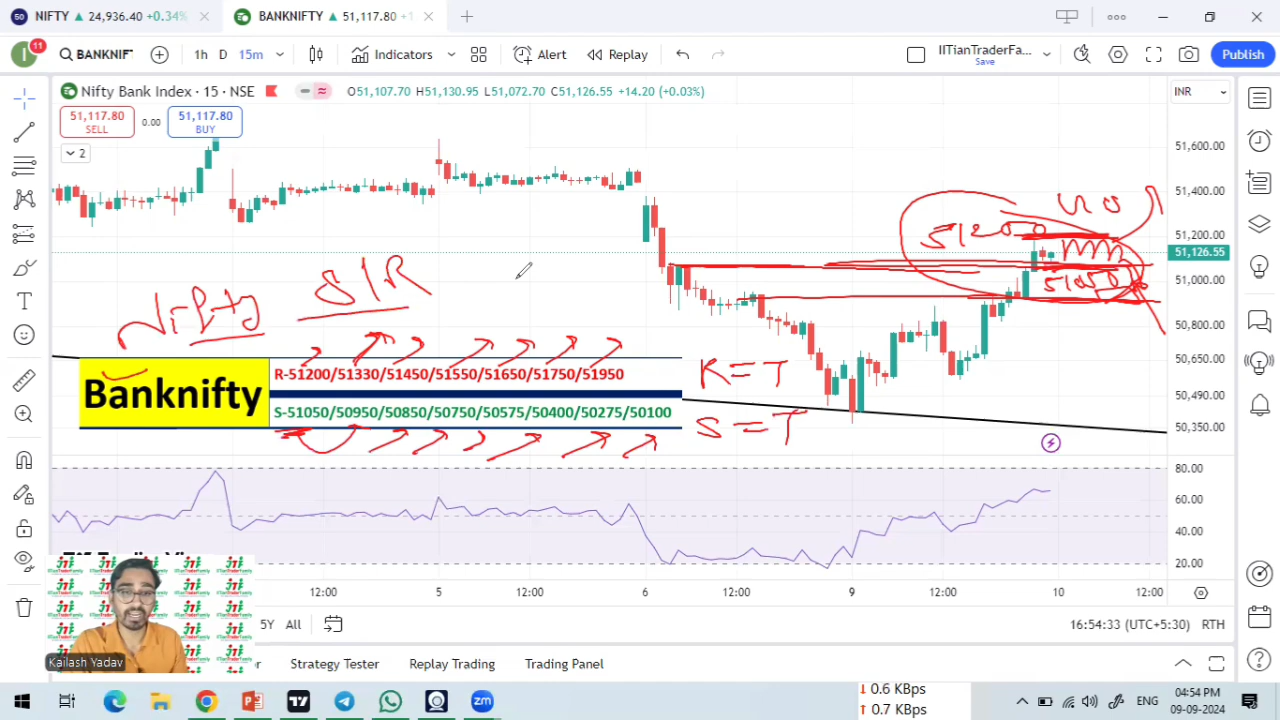 50 NIFTY ▲ 24,936.40 +0.34%
BANKNIFTY ▲ 51,117.80 +
I 11 BANKNIF 1h D 15m Indicators Alert Replay IITianTraderFa... Save Publish
Nifty Bank Index · 15 · NSE O51,107.70 H51,130.95 L51,072.70 C51,126.55 +14.20 (+0.03%) INR
51,117.80 SELL 0.00 51,117.80 BUY
2
51,600.00
51,400.00
51,200.00
51,126.55
51,000.00
50,800.00
50,650.00
50,490.00
50,350.00
51200
51050
Nifty S/R
Banknifty
R-51200/51330/51450/51550/51650/51750/51950
S-51050/50950/50850/50750/50575/50400/50275/50100
K=T
S=T
80.00
60.00
40.00
20.00
12:00 5 12:00 6 12:00 9 12:00 10 12:00
5Y All 16:54:33 (UTC+5:30) RTH
Strategy Tester Replay Trading Trading Panel
Kailash Yadav
0.6 KBps
0.7 KBps
ENG 04:54 PM
09-09-2024